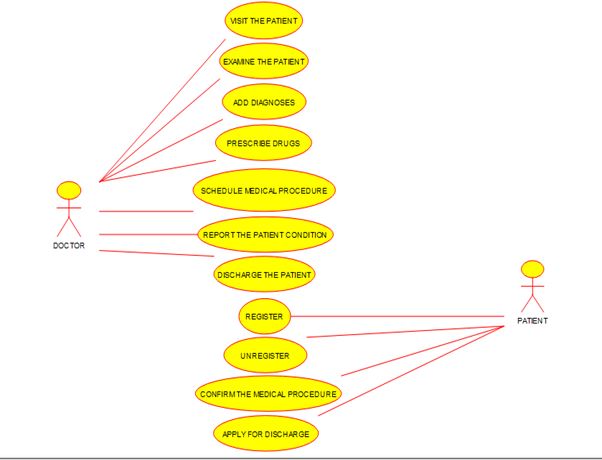 VISIT THE PATIENT
EXAMINE THE PATIENT
ADD DIAGNOSES
PRESCRIBE DRUGS
SCHEDULE MEDICAL PROCEDURE
REPORT THE PATIENT CONDITION
DOCTOR
DISCHARGE THE PATIENT
REGISTER
PATIENT
UNREGISTER
CONFIRM THE MEDICAL PROCEDURE
APPLY FOR DISCHARGE